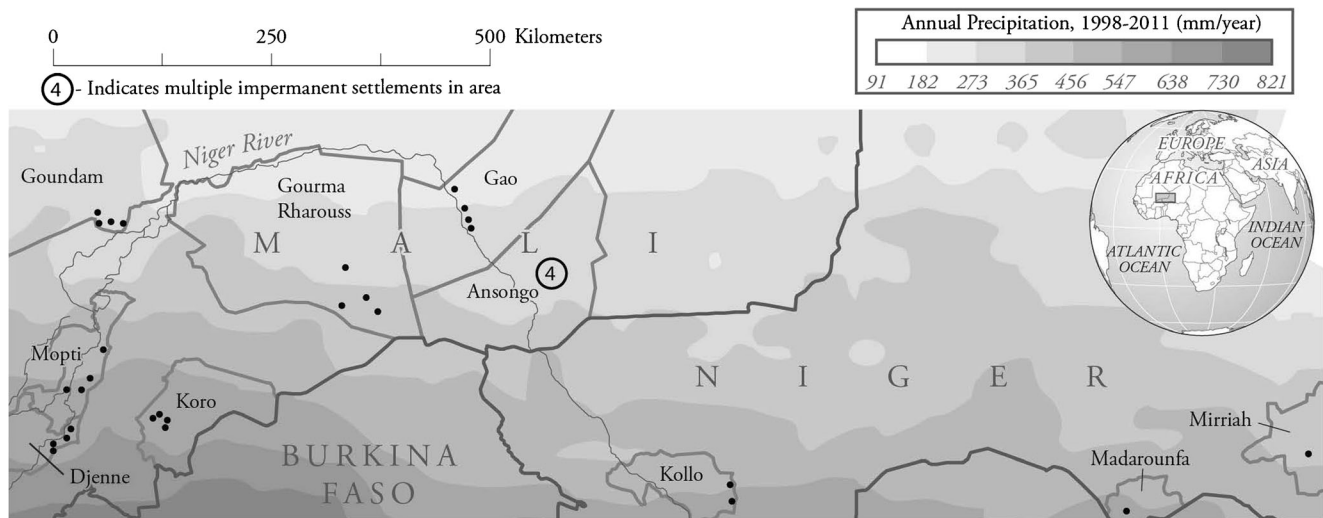 Annual Precipitation, 1998-2011 (mm/year)
91 182 273 365 456 547 638 730 821
0 250 500 Kilometers
4 - Indicates multiple impermanent settlements in area
Niger River
Goundam
Gourma
Rharouss
Gao
EUROPE
ASIA
AFRICA
INDIAN
OCEAN
ATLANTIC
OCEAN
MALI
4
Ansongo
Mopti
NIGER
Koro
Mirriah
BURKINA
FASO
Kollo
Madarounfa
Djenne